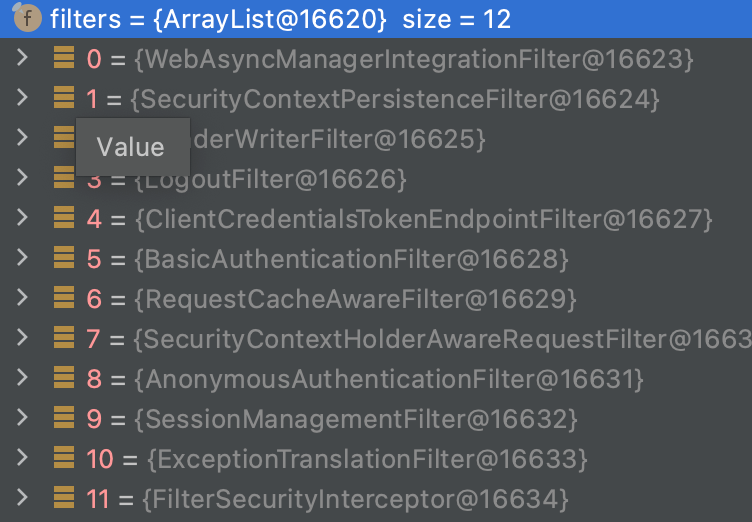 f filters = {ArrayList@16620} size = 12
0 = {WebAsyncManagerIntegrationFilter@16623}
1 = {SecurityContextPersistenceFilter@16624}
Value derWriterFilter@16625}
3 = {LogoutFilter@16626}
4 = {ClientCredentialsTokenEndpointFilter@16627}
5 = {BasicAuthenticationFilter@16628}
6 = {RequestCacheAwareFilter@16629}
7 = {SecurityContextHolderAwareRequestFilter@1663
8 = {AnonymousAuthenticationFilter@16631}
9 = {SessionManagementFilter@16632}
10 = {ExceptionTranslationFilter@16633}
11 = {FilterSecurityInterceptor@16634}